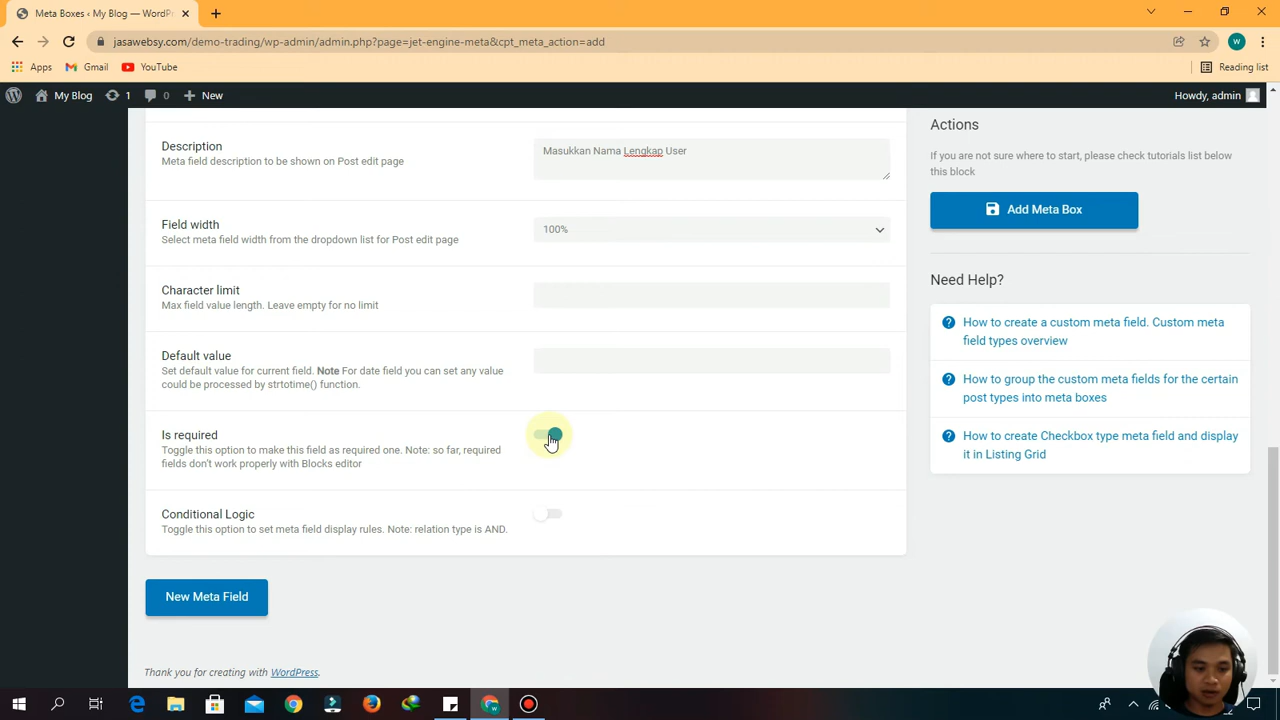 Meta Boxes ‹ My Blog — WordPr
jasawebsy.com/demo-trading/wp-admin/admin.php?page=jet-engine-meta&cpt_meta_action=add
W
Apps
Gmail
YouTube
Reading list
My Blog
1
0
New
Howdy, admin
Description
Meta field description to be shown on Post edit page
Masukkan Nama Lengkap User
Field width
Select meta field width from the dropdown list for Post edit page
100%
Character limit
Max field value length. Leave empty for no limit
Default value
Set default value for current field. Note For date field you can set any value
could be processed by strtotime() function.
Is required
Toggle this option to make this field as required one. Note: so far, required
fields don't work properly with Blocks editor
Conditional Logic
Toggle this option to set meta field display rules. Note: relation type is AND.
New Meta Field
Thank you for creating with WordPress.
Actions
If you are not sure where to start, please check tutorials list below
this block
Add Meta Box
Need Help?
How to create a custom meta field. Custom meta
field types overview
How to group the custom meta fields for the certain
post types into meta boxes
How to create Checkbox type meta field and display
it in Listing Grid